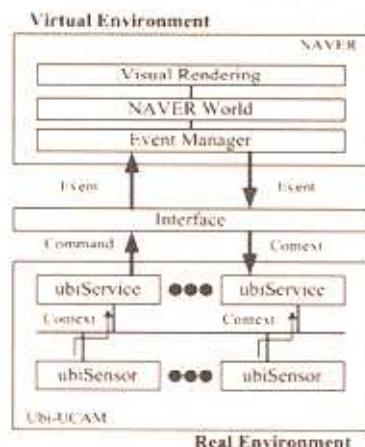 Virtual Environment
NAVER
Visual Rendering
NAVER World
Event Manager
Event Event
Interface
Command Context
ubiService ubiService
Context Context
ubiSensor ubiSensor
Ubi-UCAM
Real Environment